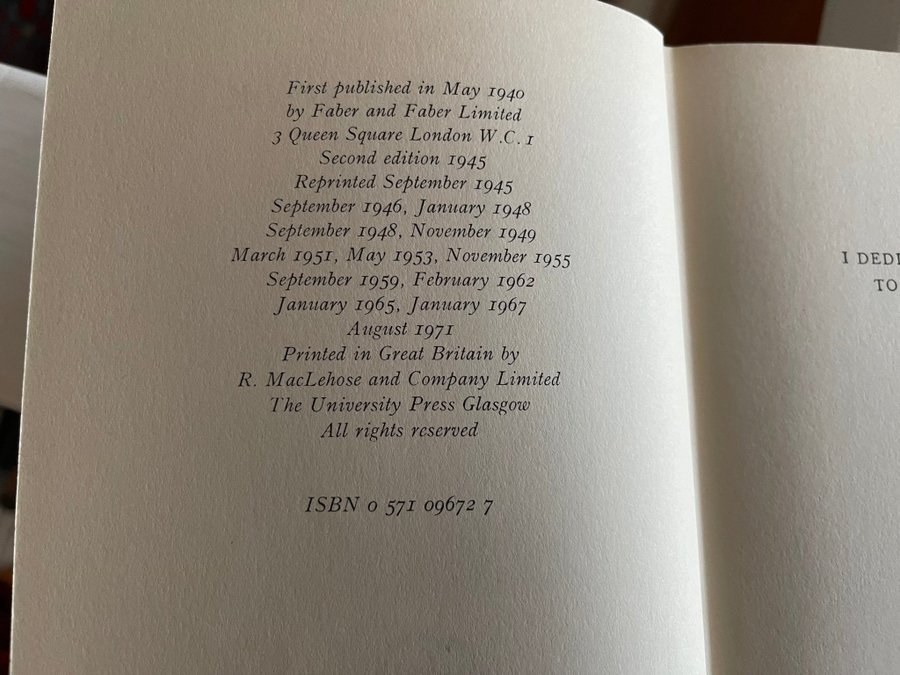 First published in May 1940
by Faber and Faber Limited
3 Queen Square London W.C.1
Second edition 1945
Reprinted September 1945
September 1946, January 1948
September 1948, November 1949
March 1951, May 1953, November 1955
September 1959, February 1962
January 1965, January 1967
August 1971
Printed in Great Britain by
R. MacLehose and Company Limited
The University Press Glasgow
All rights reserved
ISBN 0 571 09672 7
I DEDI
TO